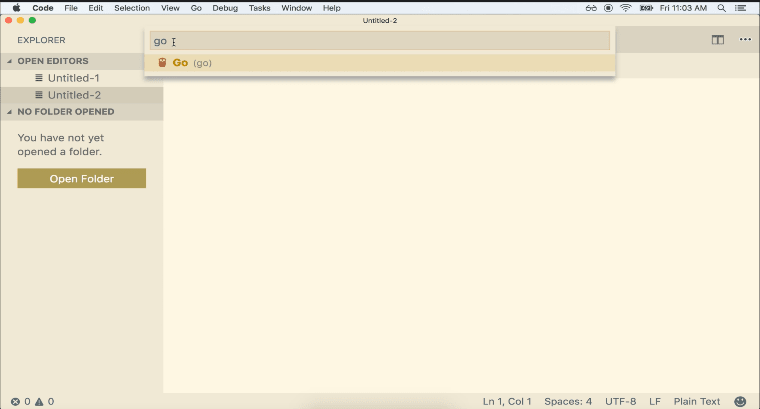 Code File Edit Selection View Go Debug Tasks Window Help Fri 11:03 AM
Untitled-2
EXPLORER
go
Go (go)
OPEN EDITORS
Untitled-1
Untitled-2
NO FOLDER OPENED
You have not yet
opened a folder.
Open Folder
0 0 Ln 1, Col 1 Spaces: 4 UTF-8 LF Plain Text